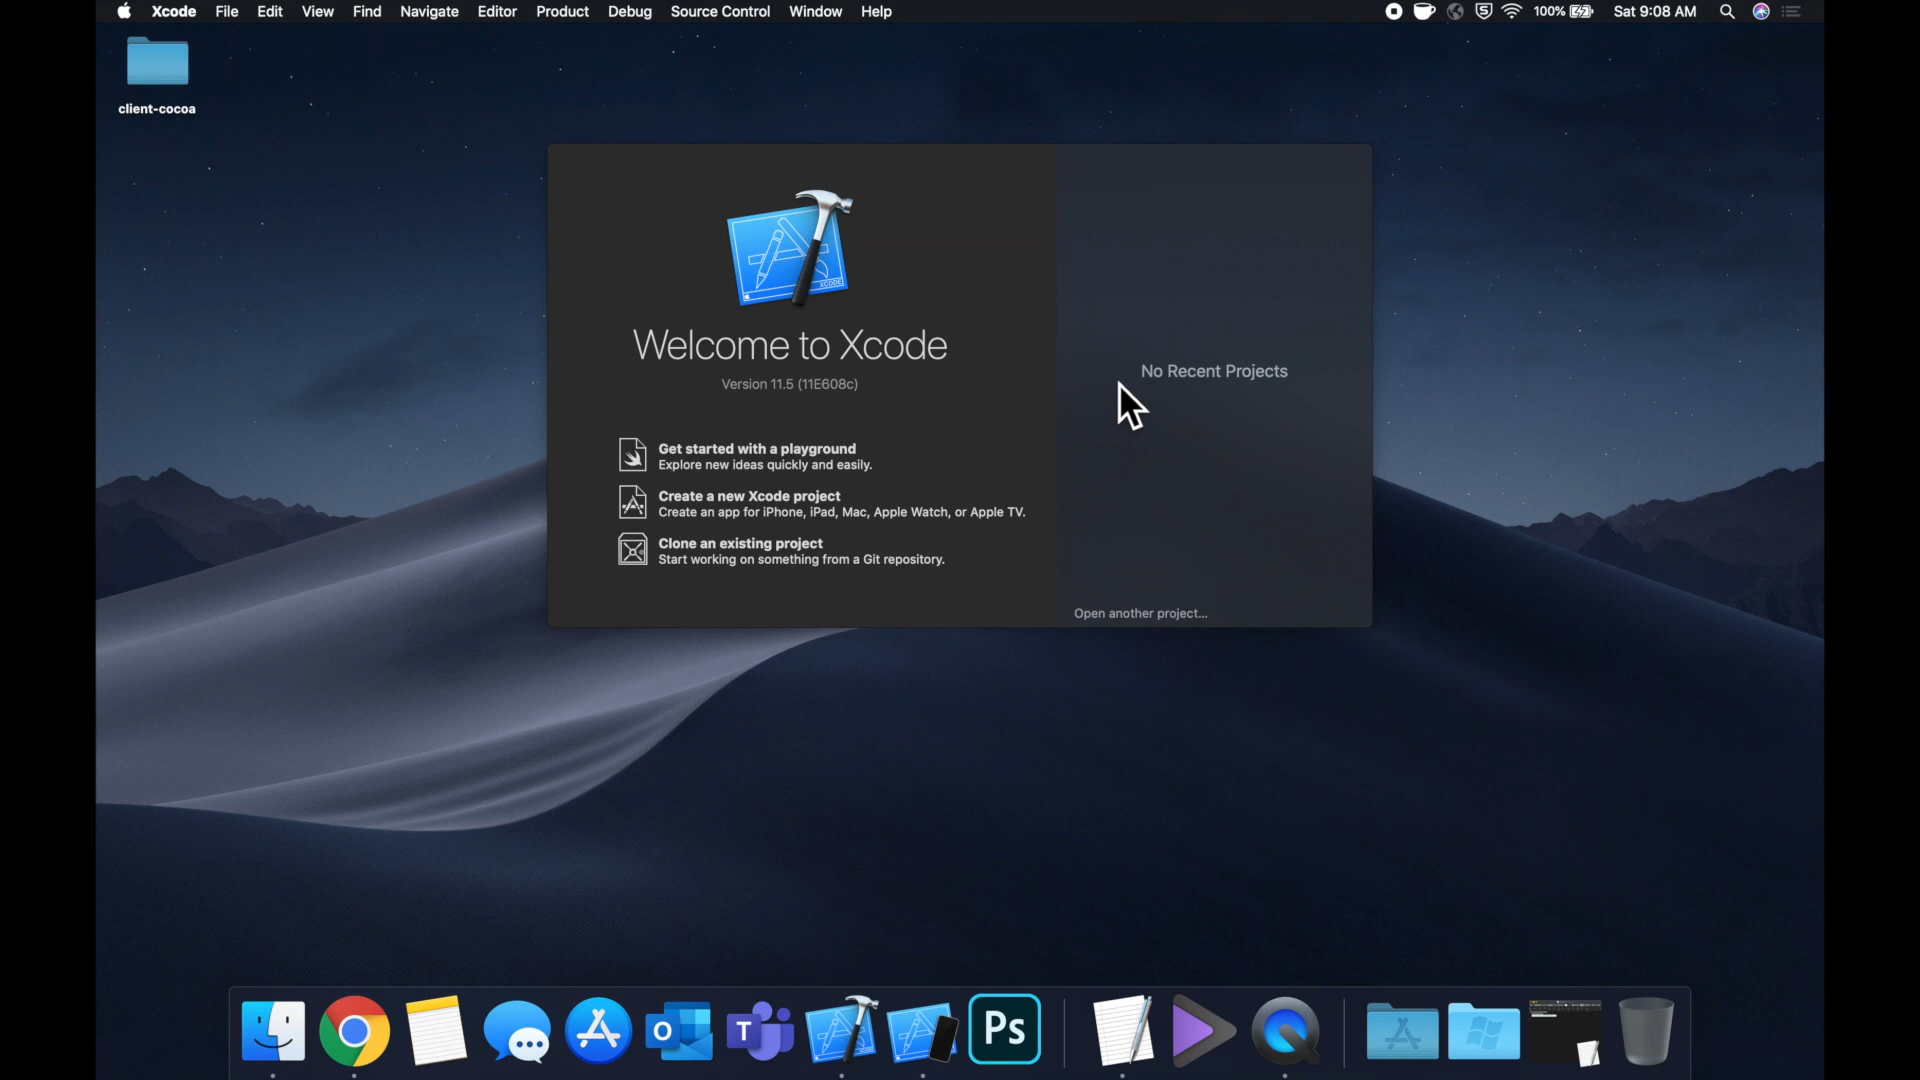 Xcode File Edit View Find Navigate Editor Product Debug Source Control Window Help
5 100% Sat 9:08 AM
client-cocoa
XCODE
Welcome to Xcode
Version 11.5 (11E608c)
No Recent Projects
Get started with a playground
Explore new ideas quickly and easily.
Create a new Xcode project
Create an app for iPhone, iPad, Mac, Apple Watch, or Apple TV.
Clone an existing project
Start working on something from a Git repository.
Open another project...
O T Ps